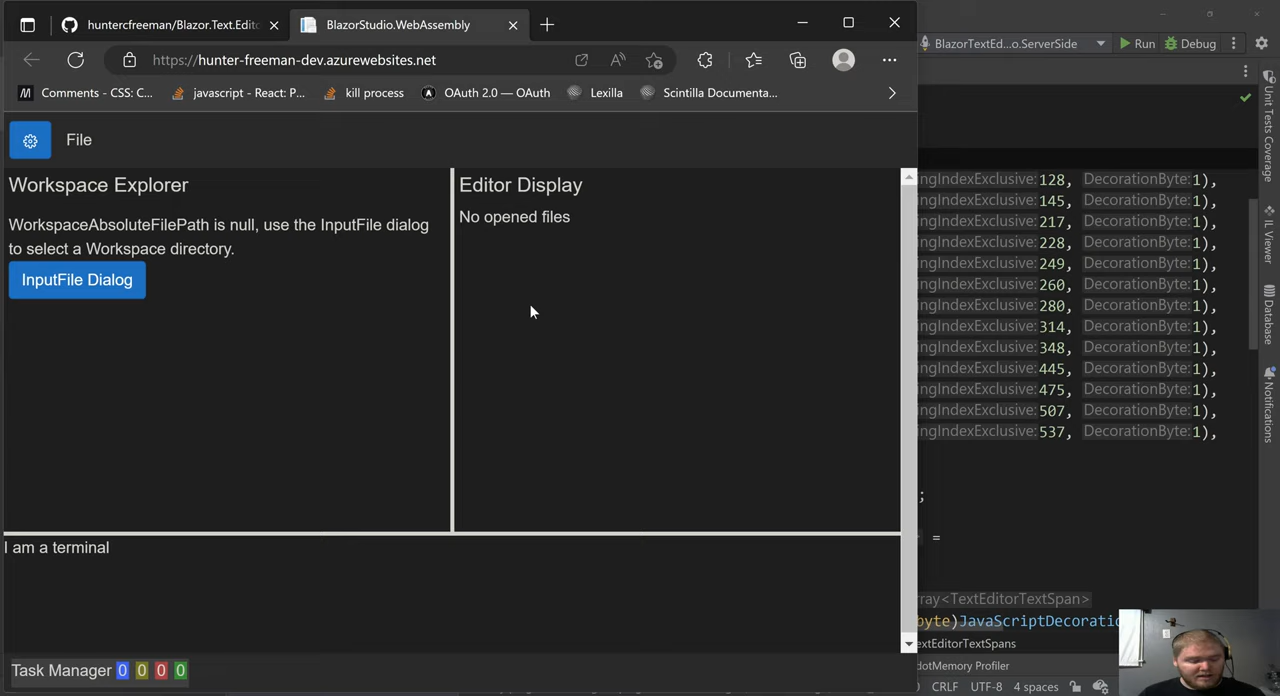 huntercfreeman/Blazor.Text.Edito
BlazorStudio.WebAssembly
https://hunter-freeman-dev.azurewebsites.net
Comments - CSS: C...
javascript - React: P...
kill process
OAuth 2.0 — OAuth
Lexilla
Scintilla Documenta...
File
Workspace Explorer
WorkspaceAbsoluteFilePath is null, use the InputFile dialog
to select a Workspace directory.
InputFile Dialog
Editor Display
No opened files
I am a terminal
Task Manager 0 0 0 0
BlazorTextEd...o.ServerSide
Run
Debug
ingIndexExclusive: 128, DecorationByte: 1),
ingIndexExclusive: 145, DecorationByte: 1),
ingIndexExclusive: 217, DecorationByte: 1),
ingIndexExclusive: 228, DecorationByte: 1),
ingIndexExclusive: 249, DecorationByte: 1),
ingIndexExclusive: 260, DecorationByte: 1),
ingIndexExclusive: 280, DecorationByte: 1),
ingIndexExclusive: 314, DecorationByte: 1),
ingIndexExclusive: 348, DecorationByte: 1),
ingIndexExclusive: 445, DecorationByte: 1),
ingIndexExclusive: 475, DecorationByte: 1),
ingIndexExclusive: 507, DecorationByte: 1),
ingIndexExclusive: 537, DecorationByte: 1),
;
=
rray<TextEditorTextSpan>
byte)JavaScriptDecoratio
extEditorTextSpans
dotMemory Profiler
CRLF UTF-8 4 spaces
Unit Tests Coverage
IL Viewer
Database
Notifications